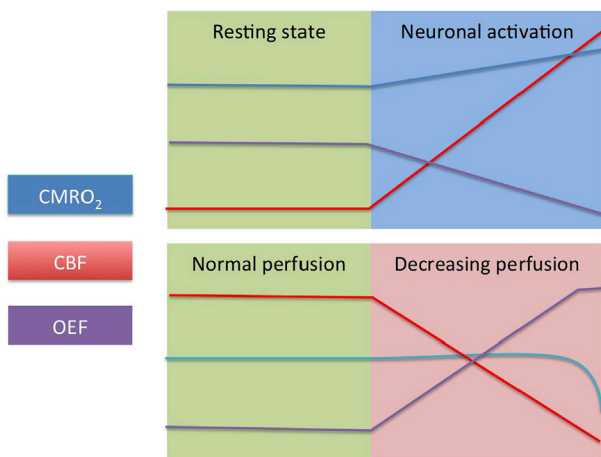 Resting state
Neuronal activation
CMRO₂
CBF
OEF
Normal perfusion
Decreasing perfusion